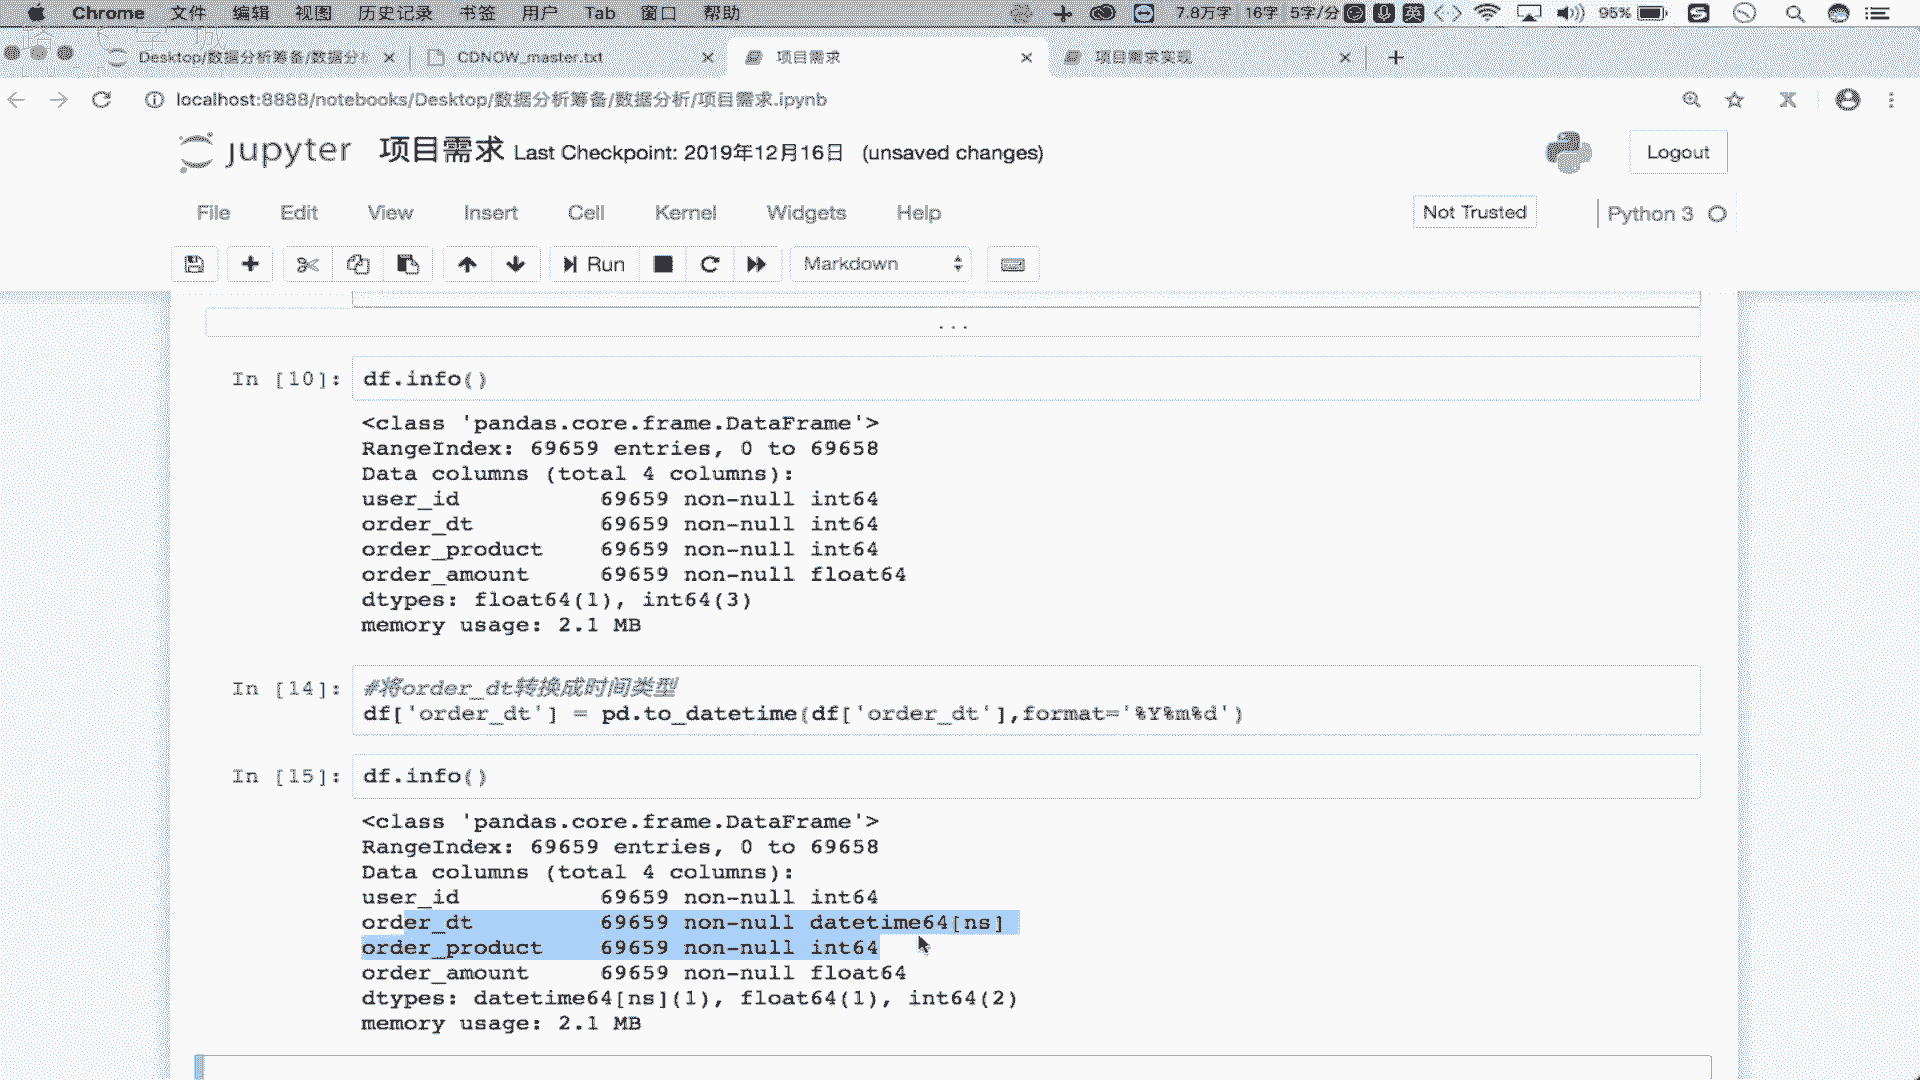 Chrome 文件 编辑 视图 历史记录 书签 用户 Tab 窗口 帮助 7.8万字 16字 5字/分 英 95%
Desktop/数据分析筹备/数据分析 CDNOW_master.txt 项目需求 项目需求实现
localhost:8888/notebooks/Desktop/数据分析筹备/数据分析/项目需求.ipynb
jupyter 项目需求 Last Checkpoint: 2019年12月16日 (unsaved changes) Logout
File Edit View Insert Cell Kernel Widgets Help Not Trusted Python 3
Run Markdown
...
In [10]: df.info()
<class 'pandas.core.frame.DataFrame'>
RangeIndex: 69659 entries, 0 to 69658
Data columns (total 4 columns):
user_id 69659 non-null int64
order_dt 69659 non-null int64
order_product 69659 non-null int64
order_amount 69659 non-null float64
dtypes: float64(1), int64(3)
memory usage: 2.1 MB
In [14]: #将order_dt转换成时间类型
df['order_dt'] = pd.to_datetime(df['order_dt'],format='%Y%m%d')
In [15]: df.info()
<class 'pandas.core.frame.DataFrame'>
RangeIndex: 69659 entries, 0 to 69658
Data columns (total 4 columns):
user_id 69659 non-null int64
order_dt 69659 non-null datetime64[ns]
order_product 69659 non-null int64
order_amount 69659 non-null float64
dtypes: datetime64[ns](1), float64(1), int64(2)
memory usage: 2.1 MB